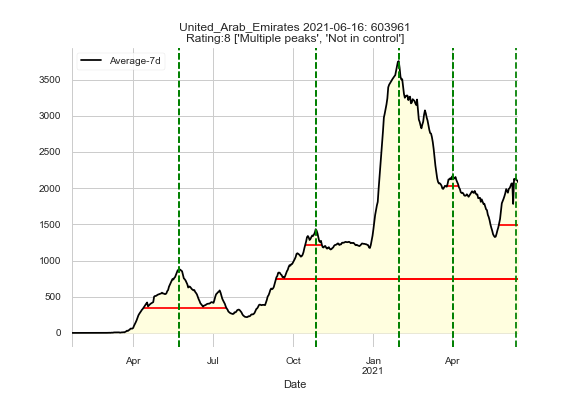 United_Arab_Emirates 2021-06-16: 603961
Rating:8 ['Multiple peaks', 'Not in control']
Average-7d
3500
3000
2500
2000
1500
1000
500
0
Apr
Jul
Oct
Jan
2021
Apr
Date